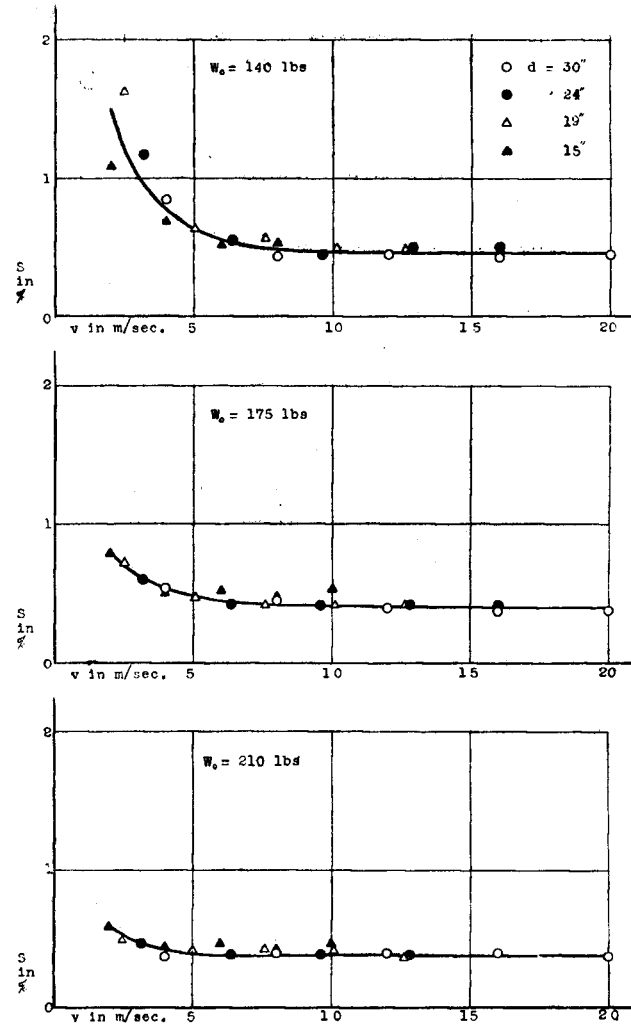 2
W₀ = 140 lbs
○ d = 30"
● 24"
△ 19"
▲ 15"
1
S
in
%
0
v in m/sec. 5 10 15 20
2
W₀ = 175 lbs
1
S
in
%
0
v in m/sec. 5 10 15 20
2
W₀ = 210 lbs
1
S
in
%
0
v in m/sec. 5 10 15 20